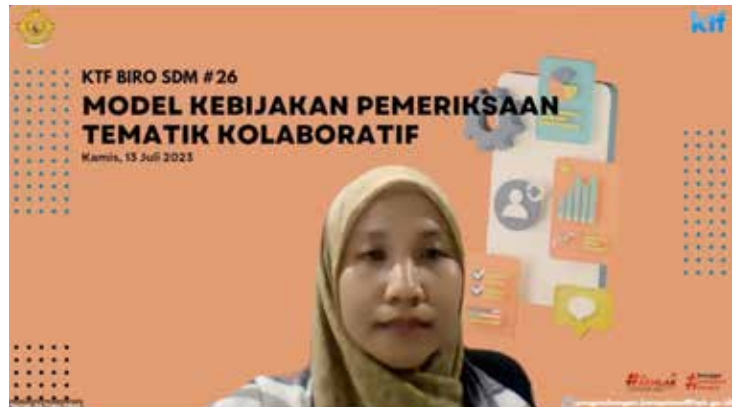 ktf
KTF BIRO SDM #26
MODEL KEBIJAKAN PEMERIKSAAN
TEMATIK KOLABORATIF
Kamis, 13 Juli 2023